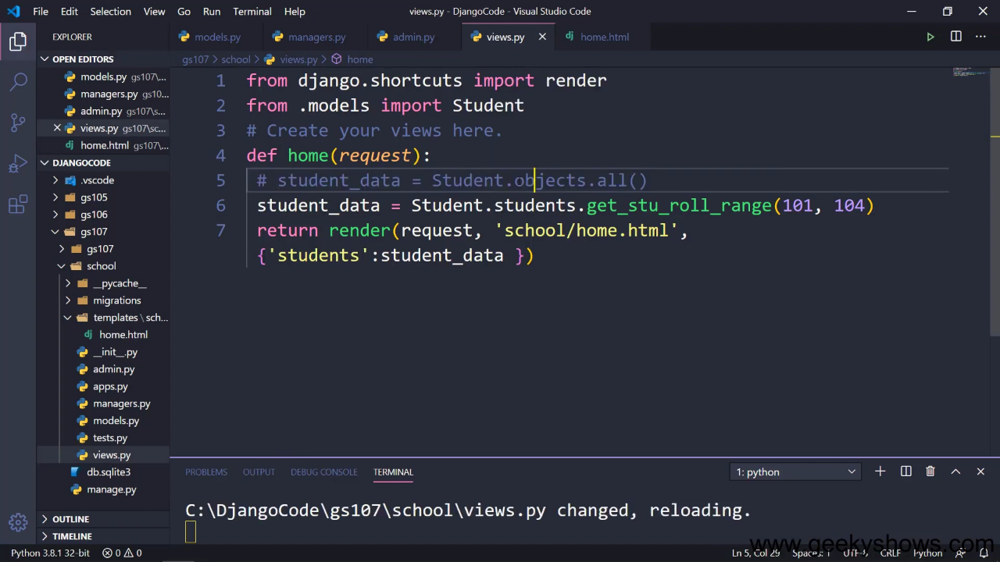 File Edit Selection View Go Run Terminal Help views.py - DjangoCode - Visual Studio Code
EXPLORER
models.py managers.py admin.py views.py home.html
OPEN EDITORS
models.py gs107\...
managers.py gs10...
admin.py gs107\s...
views.py gs107\sc...
home.html gs107\...
DJANGOCODE
.vscode
gs105
gs106
gs107
gs107
school
__pycache__
migrations
templates \ sch...
home.html
__init__.py
admin.py
apps.py
managers.py
models.py
tests.py
views.py
db.sqlite3
manage.py
OUTLINE
TIMELINE
gs107 > school > views.py > home
1 from django.shortcuts import render
2 from .models import Student
3 # Create your views here.
4 def home(request):
5 # student_data = Student.objects.all()
6 student_data = Student.students.get_stu_roll_range(101, 104)
7 return render(request, 'school/home.html',
{'students':student_data })
PROBLEMS OUTPUT DEBUG CONSOLE TERMINAL 1: python
C:\DjangoCode\gs107\school\views.py changed, reloading.
www.geekyshows.com
Python 3.8.1 32-bit 0 0 Ln 5, Col 29 Spaces: 1 UTF-8 CRLF Python